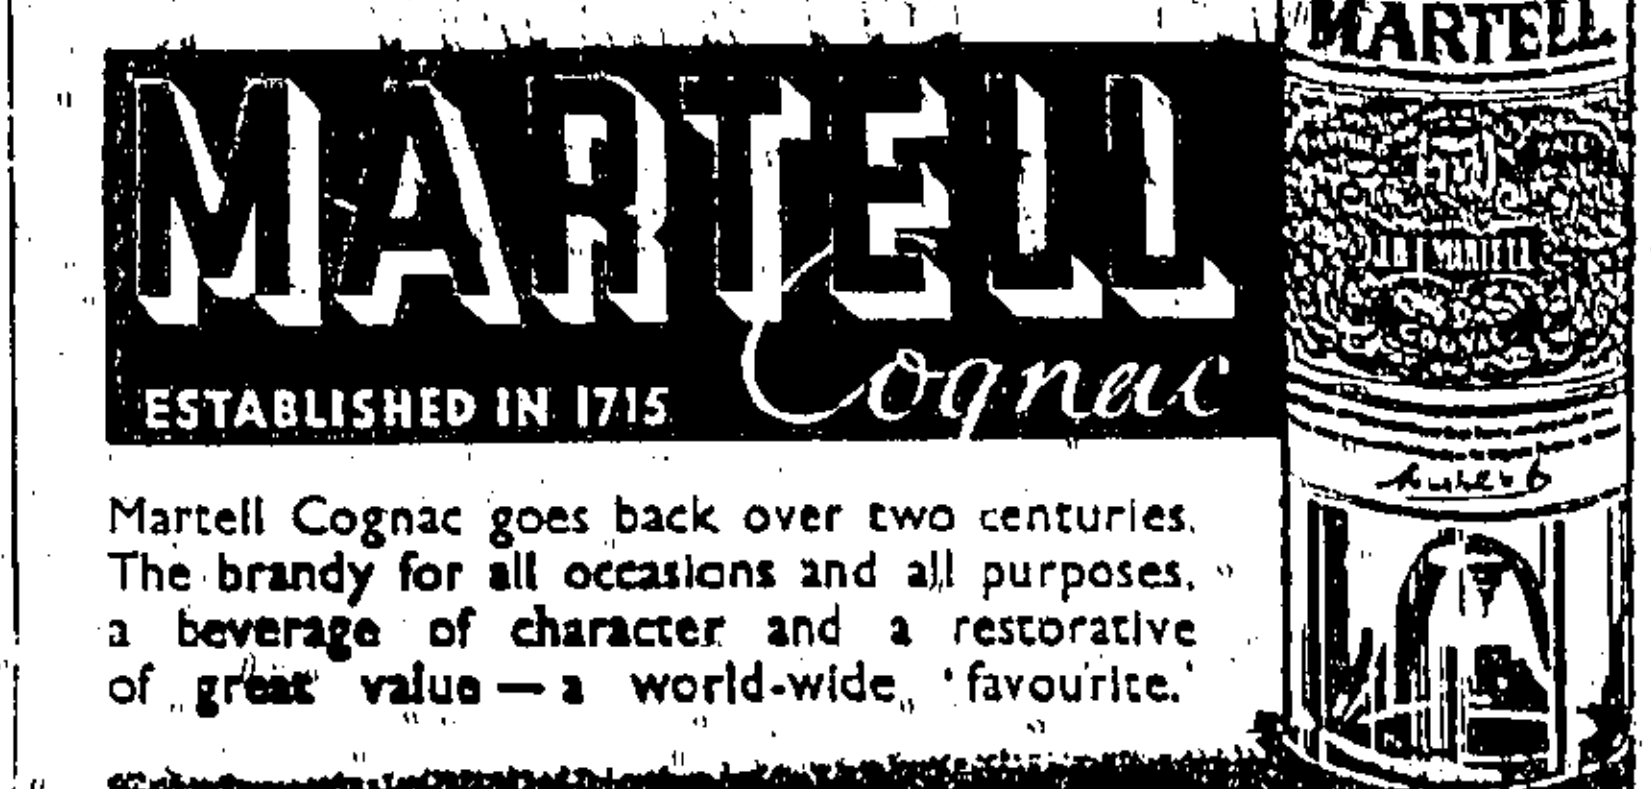 MARTELL
Cognac
ESTABLISHED IN 1715
Martell Cognac goes back over two centuries.
The brandy for all occasions and all purposes,
a beverage of character and a restorative
of great value — a world-wide favourite.
MARTELL
MARTELL